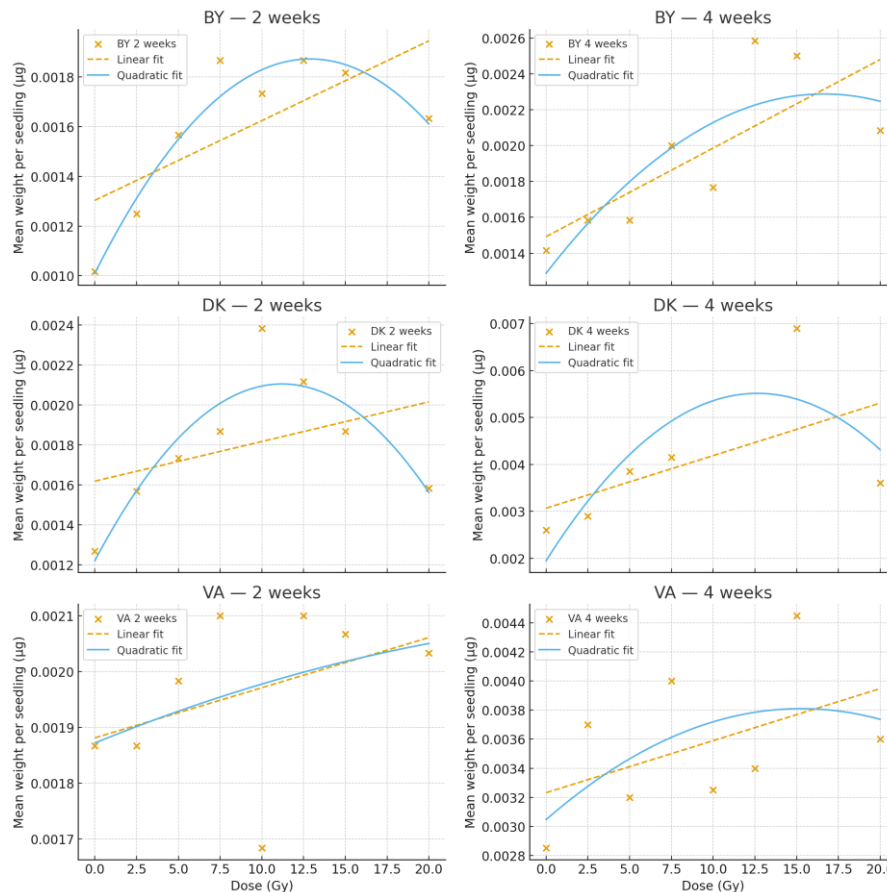 BY — 2 weeks
BY 2 weeks
Linear fit
Quadratic fit
Mean weight per seedling (µg)
0.0018
0.0016
0.0014
0.0012
0.0010
BY — 4 weeks
BY 4 weeks
Linear fit
Quadratic fit
Mean weight per seedling (µg)
0.0026
0.0024
0.0022
0.0020
0.0018
0.0016
0.0014
DK — 2 weeks
DK 2 weeks
Linear fit
Quadratic fit
Mean weight per seedling (µg)
0.0024
0.0022
0.0020
0.0018
0.0016
0.0014
0.0012
DK — 4 weeks
DK 4 weeks
Linear fit
Quadratic fit
Mean weight per seedling (µg)
0.007
0.006
0.005
0.004
0.003
0.002
VA — 2 weeks
VA 2 weeks
Linear fit
Quadratic fit
Mean weight per seedling (µg)
0.0021
0.0020
0.0019
0.0018
0.0017
0.0 2.5 5.0 7.5 10.0 12.5 15.0 17.5 20.0
Dose (Gy)
VA — 4 weeks
VA 4 weeks
Linear fit
Quadratic fit
Mean weight per seedling (µg)
0.0044
0.0042
0.0040
0.0038
0.0036
0.0034
0.0032
0.0030
0.0028
0.0 2.5 5.0 7.5 10.0 12.5 15.0 17.5 20.
Dose (Gy)